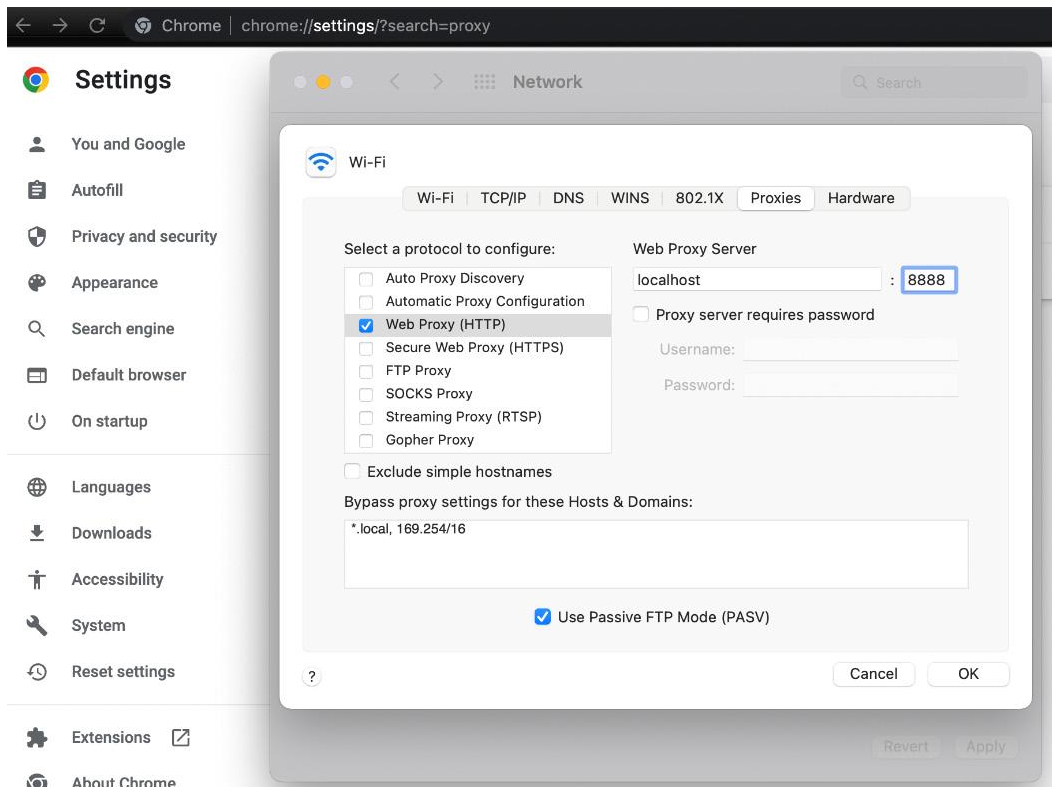 Chrome | chrome://settings/?search=proxy
Settings
You and Google
Autofill
Privacy and security
Appearance
Search engine
Default browser
On startup
Languages
Downloads
Accessibility
System
Reset settings
Extensions
About Chrome
Network
Search
Wi-Fi
Wi-Fi TCP/IP DNS WINS 802.1X Proxies Hardware
Select a protocol to configure:
Auto Proxy Discovery
Automatic Proxy Configuration
Web Proxy (HTTP)
Secure Web Proxy (HTTPS)
FTP Proxy
SOCKS Proxy
Streaming Proxy (RTSP)
Gopher Proxy
Exclude simple hostnames
Web Proxy Server
localhost : 8888
Proxy server requires password
Username:
Password:
Bypass proxy settings for these Hosts & Domains:
*.local, 169.254/16
Use Passive FTP Mode (PASV)
? Cancel OK
Revert Apply